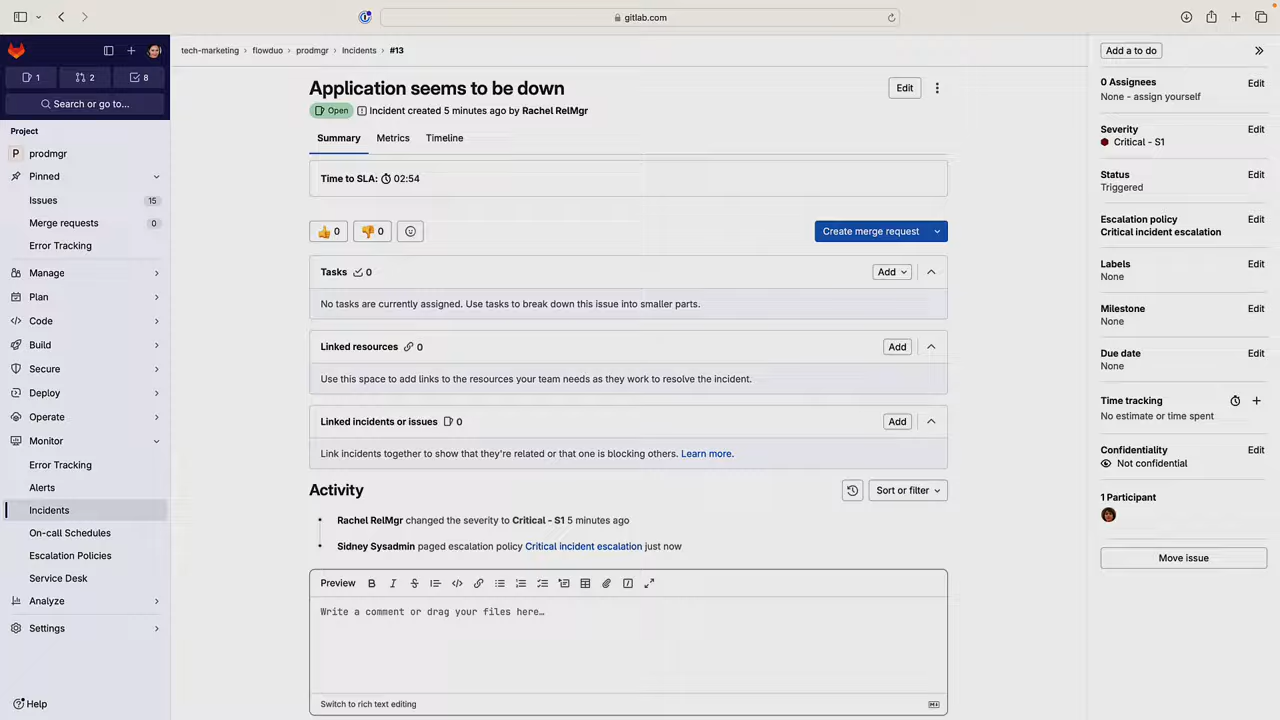 gitlab.com
1
2
8
Search or go to...
Project
P prodmgr
Pinned
Issues 15
Merge requests 0
Error Tracking
Manage
Plan
Code
Build
Secure
Deploy
Operate
Monitor
Error Tracking
Alerts
Incidents
On-call Schedules
Escalation Policies
Service Desk
Analyze
Settings
Help
tech-marketing › flowduo › prodmgr › Incidents › #13
Application seems to be down
Edit
Open Incident created 5 minutes ago by Rachel RelMgr
Summary Metrics Timeline
Time to SLA: 02:54
👍 0 👎 0
Create merge request
Tasks 0
Add
No tasks are currently assigned. Use tasks to break down this issue into smaller parts.
Linked resources 0
Add
Use this space to add links to the resources your team needs as they work to resolve the incident.
Linked incidents or issues 0
Add
Link incidents together to show that they're related or that one is blocking others. Learn more.
Activity
Sort or filter
Rachel RelMgr changed the severity to Critical - S1 5 minutes ago
Sidney Sysadmin paged escalation policy Critical incident escalation just now
Preview
Write a comment or drag your files here…
Switch to rich text editing
Add a to do
0 Assignees Edit
None - assign yourself
Severity Edit
Critical - S1
Status Edit
Triggered
Escalation policy Edit
Critical incident escalation
Labels Edit
None
Milestone Edit
None
Due date Edit
None
Time tracking
No estimate or time spent
Confidentiality Edit
Not confidential
1 Participant
Move issue